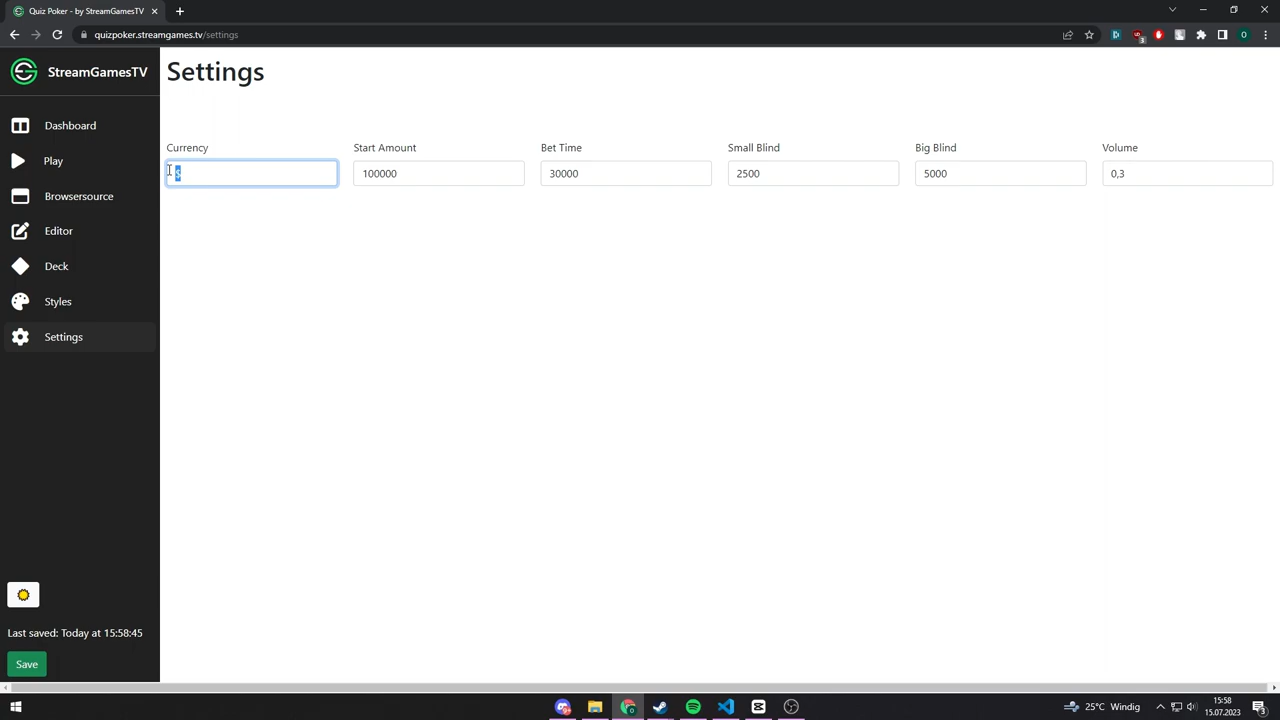 Quiz Poker - by StreamGamesTV
quizpoker.streamgames.tv/settings
3
O
StreamGamesTV
Settings
Dashboard
Play
Browsersource
Editor
Deck
Styles
Settings
Currency
Start Amount
Bet Time
Small Blind
Big Blind
Volume
$
100000
30000
2500
5000
0,3
Last saved: Today at 15:58:45
Save
25°C Windig
15:58
15.07.2023